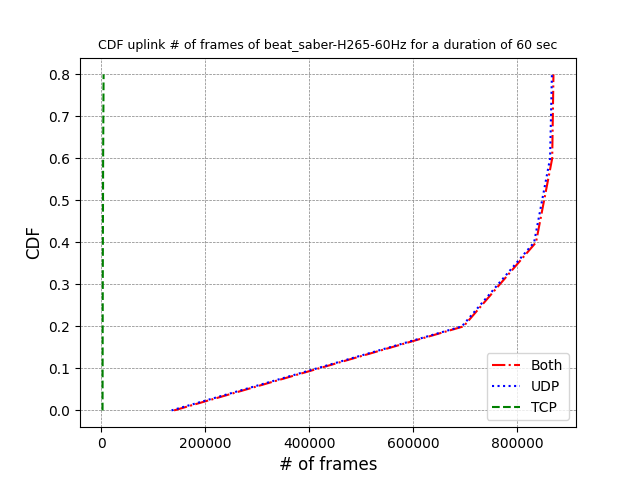 CDF uplink # of frames of beat_saber-H265-60Hz for a duration of 60 sec
0.8
0.7
0.6
0.5
0.4
0.3
0.2
0.1
0.0
CDF
Both
UDP
TCP
0 200000 400000 600000 800000
# of frames